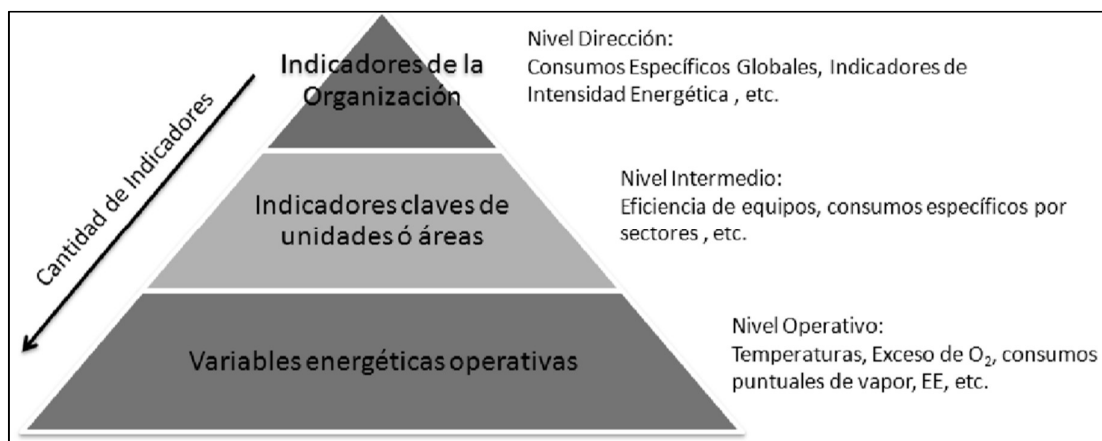 Indicadores de la
Organización
Nivel Dirección:
Consumos Específicos Globales, Indicadores de
Intensidad Energética , etc.
Cantidad de Indicadores
Indicadores claves de
unidades ó áreas
Nivel Intermedio:
Eficiencia de equipos, consumos específicos por
sectores , etc.
Variables energéticas operativas
Nivel Operativo:
Temperaturas, Exceso de O₂, consumos
puntuales de vapor, EE, etc.